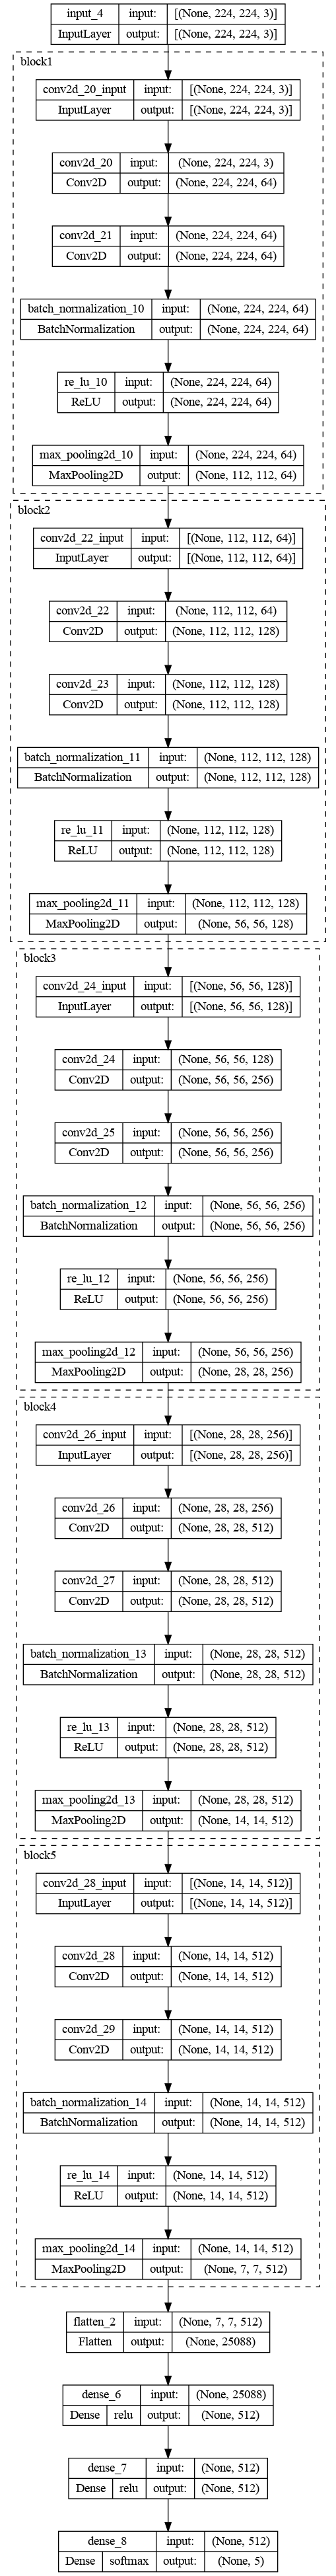 input_4 input: [(None, 224, 224, 3)]
InputLayer output: [(None, 224, 224, 3)]
block1
conv2d_20_input input: [(None, 224, 224, 3)]
InputLayer output: [(None, 224, 224, 3)]
conv2d_20 input: (None, 224, 224, 3)
Conv2D output: (None, 224, 224, 64)
conv2d_21 input: (None, 224, 224, 64)
Conv2D output: (None, 224, 224, 64)
batch_normalization_10 input: (None, 224, 224, 64)
BatchNormalization output: (None, 224, 224, 64)
re_lu_10 input: (None, 224, 224, 64)
ReLU output: (None, 224, 224, 64)
max_pooling2d_10 input: (None, 224, 224, 64)
MaxPooling2D output: (None, 112, 112, 64)
block2
conv2d_22_input input: [(None, 112, 112, 64)]
InputLayer output: [(None, 112, 112, 64)]
conv2d_22 input: (None, 112, 112, 64)
Conv2D output: (None, 112, 112, 128)
conv2d_23 input: (None, 112, 112, 128)
Conv2D output: (None, 112, 112, 128)
batch_normalization_11 input: (None, 112, 112, 128)
BatchNormalization output: (None, 112, 112, 128)
re_lu_11 input: (None, 112, 112, 128)
ReLU output: (None, 112, 112, 128)
max_pooling2d_11 input: (None, 112, 112, 128)
MaxPooling2D output: (None, 56, 56, 128)
block3
conv2d_24_input input: [(None, 56, 56, 128)]
InputLayer output: [(None, 56, 56, 128)]
conv2d_24 input: (None, 56, 56, 128)
Conv2D output: (None, 56, 56, 256)
conv2d_25 input: (None, 56, 56, 256)
Conv2D output: (None, 56, 56, 256)
batch_normalization_12 input: (None, 56, 56, 256)
BatchNormalization output: (None, 56, 56, 256)
re_lu_12 input: (None, 56, 56, 256)
ReLU output: (None, 56, 56, 256)
max_pooling2d_12 input: (None, 56, 56, 256)
MaxPooling2D output: (None, 28, 28, 256)
block4
conv2d_26_input input: [(None, 28, 28, 256)]
InputLayer output: [(None, 28, 28, 256)]
conv2d_26 input: (None, 28, 28, 256)
Conv2D output: (None, 28, 28, 512)
conv2d_27 input: (None, 28, 28, 512)
Conv2D output: (None, 28, 28, 512)
batch_normalization_13 input: (None, 28, 28, 512)
BatchNormalization output: (None, 28, 28, 512)
re_lu_13 input: (None, 28, 28, 512)
ReLU output: (None, 28, 28, 512)
max_pooling2d_13 input: (None, 28, 28, 512)
MaxPooling2D output: (None, 14, 14, 512)
block5
conv2d_28_input input: [(None, 14, 14, 512)]
InputLayer output: [(None, 14, 14, 512)]
conv2d_28 input: (None, 14, 14, 512)
Conv2D output: (None, 14, 14, 512)
conv2d_29 input: (None, 14, 14, 512)
Conv2D output: (None, 14, 14, 512)
batch_normalization_14 input: (None, 14, 14, 512)
BatchNormalization output: (None, 14, 14, 512)
re_lu_14 input: (None, 14, 14, 512)
ReLU output: (None, 14, 14, 512)
max_pooling2d_14 input: (None, 14, 14, 512)
MaxPooling2D output: (None, 7, 7, 512)
flatten_2 input: (None, 7, 7, 512)
Flatten output: (None, 25088)
dense_6 input: (None, 25088)
Dense relu output: (None, 512)
dense_7 input: (None, 512)
Dense relu output: (None, 512)
dense_8 input: (None, 512)
Dense softmax output: (None, 5)